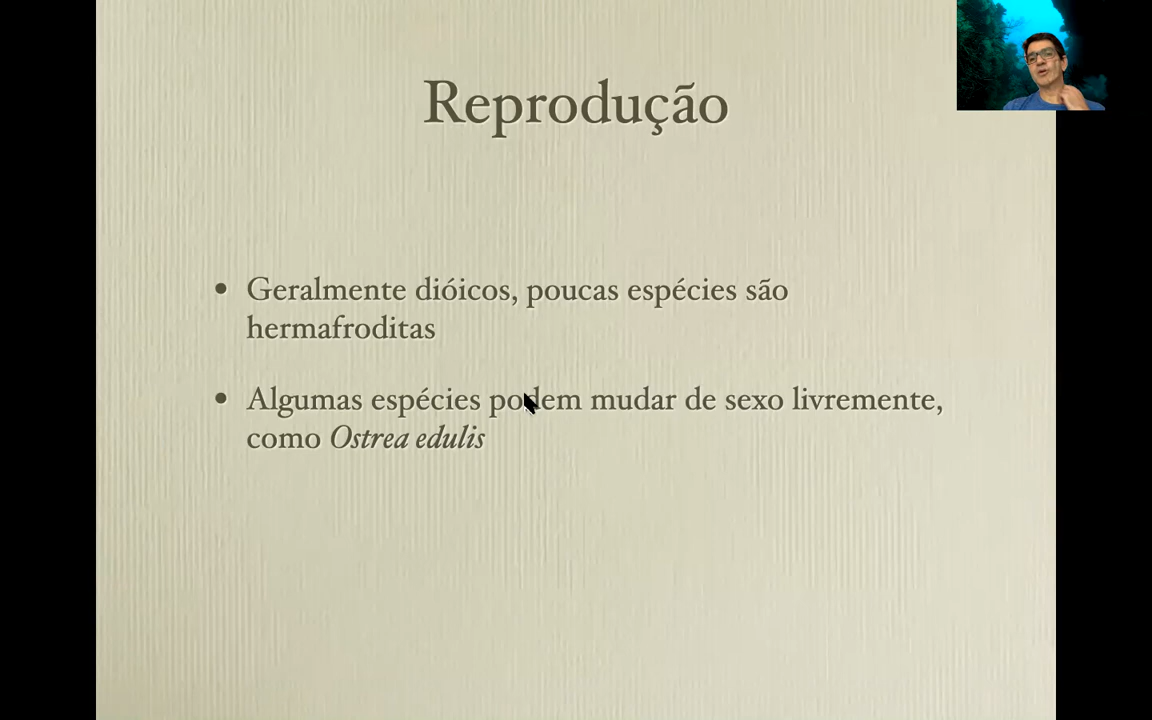 Reprodução
• Geralmente dióicos, poucas espécies são
hermafroditas
• Algumas espécies podem mudar de sexo livremente,
como Ostrea edulis